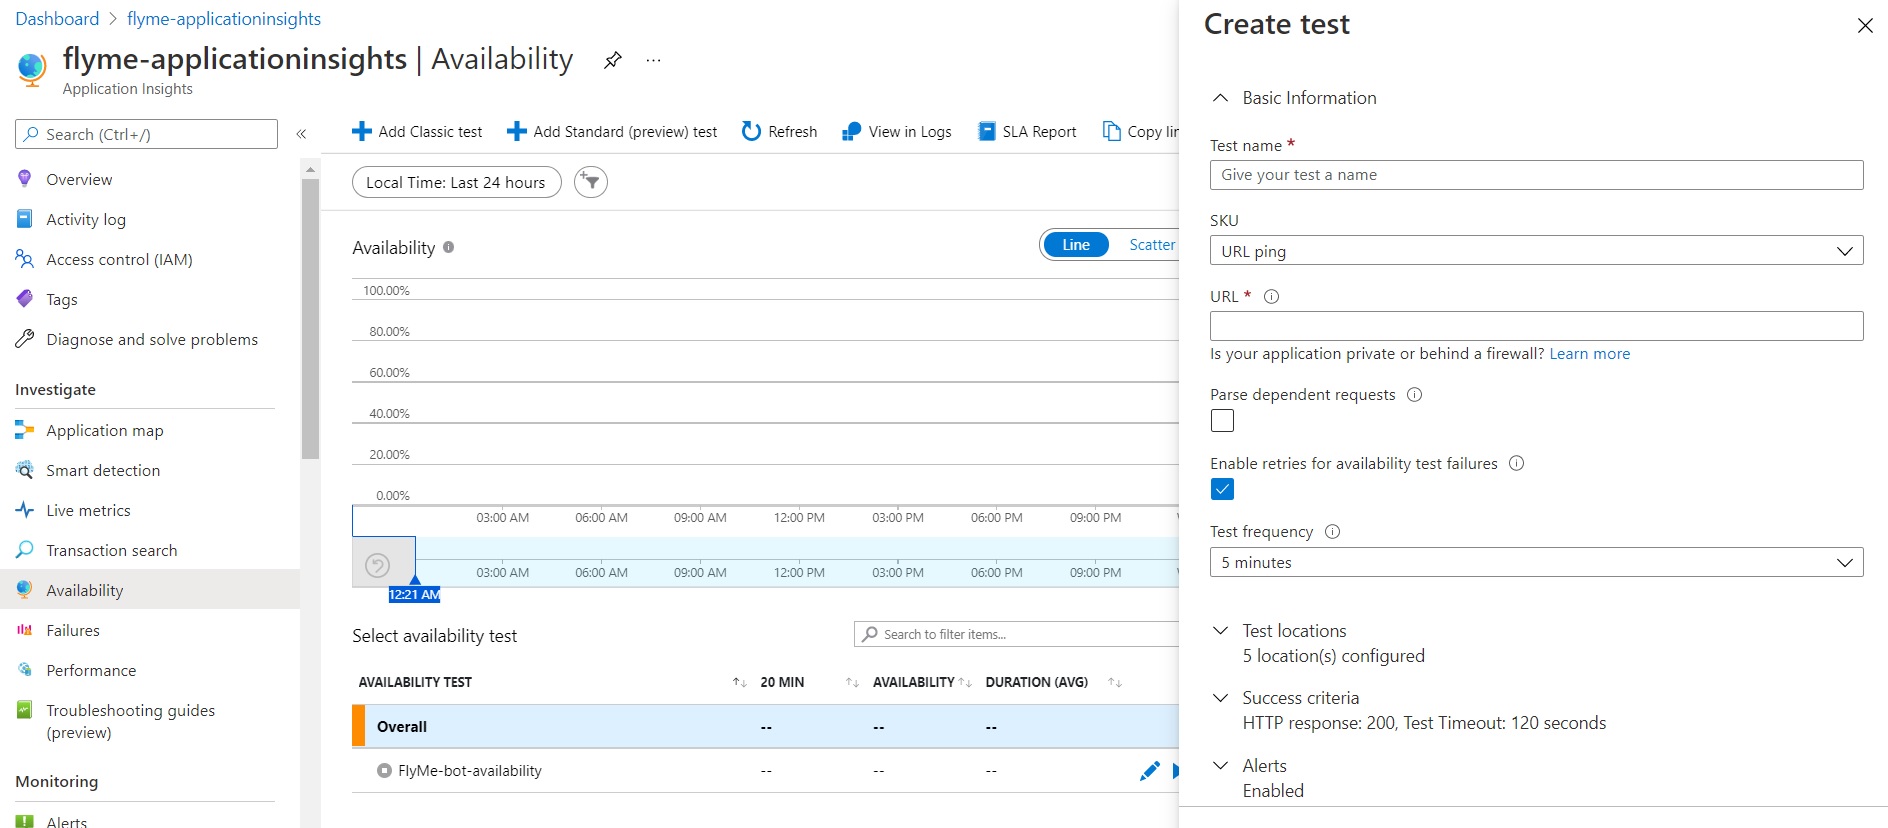 Dashboard > flyme-applicationinsights
flyme-applicationinsights | Availability
Application Insights
Search (Ctrl+/)
Overview
Activity log
Access control (IAM)
Tags
Diagnose and solve problems
Investigate
Application map
Smart detection
Live metrics
Transaction search
Availability
Failures
Performance
Troubleshooting guides
(preview)
Monitoring
Alerts
Add Classic test Add Standard (preview) test Refresh View in Logs SLA Report Copy lin
Local Time: Last 24 hours
Availability
Line Scatter
100.00%
80.00%
60.00%
40.00%
20.00%
0.00%
03:00 AM 06:00 AM 09:00 AM 12:00 PM 03:00 PM 06:00 PM 09:00 PM
03:00 AM 06:00 AM 09:00 AM 12:00 PM 03:00 PM 06:00 PM 09:00 PM
12:21 AM
Select availability test
Search to filter items...
AVAILABILITY TEST 20 MIN AVAILABILITY DURATION (AVG)
Overall -- -- --
FlyMe-bot-availability -- -- --
Create test
Basic Information
Test name *
Give your test a name
SKU
URL ping
URL *
Is your application private or behind a firewall? Learn more
Parse dependent requests
Enable retries for availability test failures
Test frequency
5 minutes
Test locations
5 location(s) configured
Success criteria
HTTP response: 200, Test Timeout: 120 seconds
Alerts
Enabled